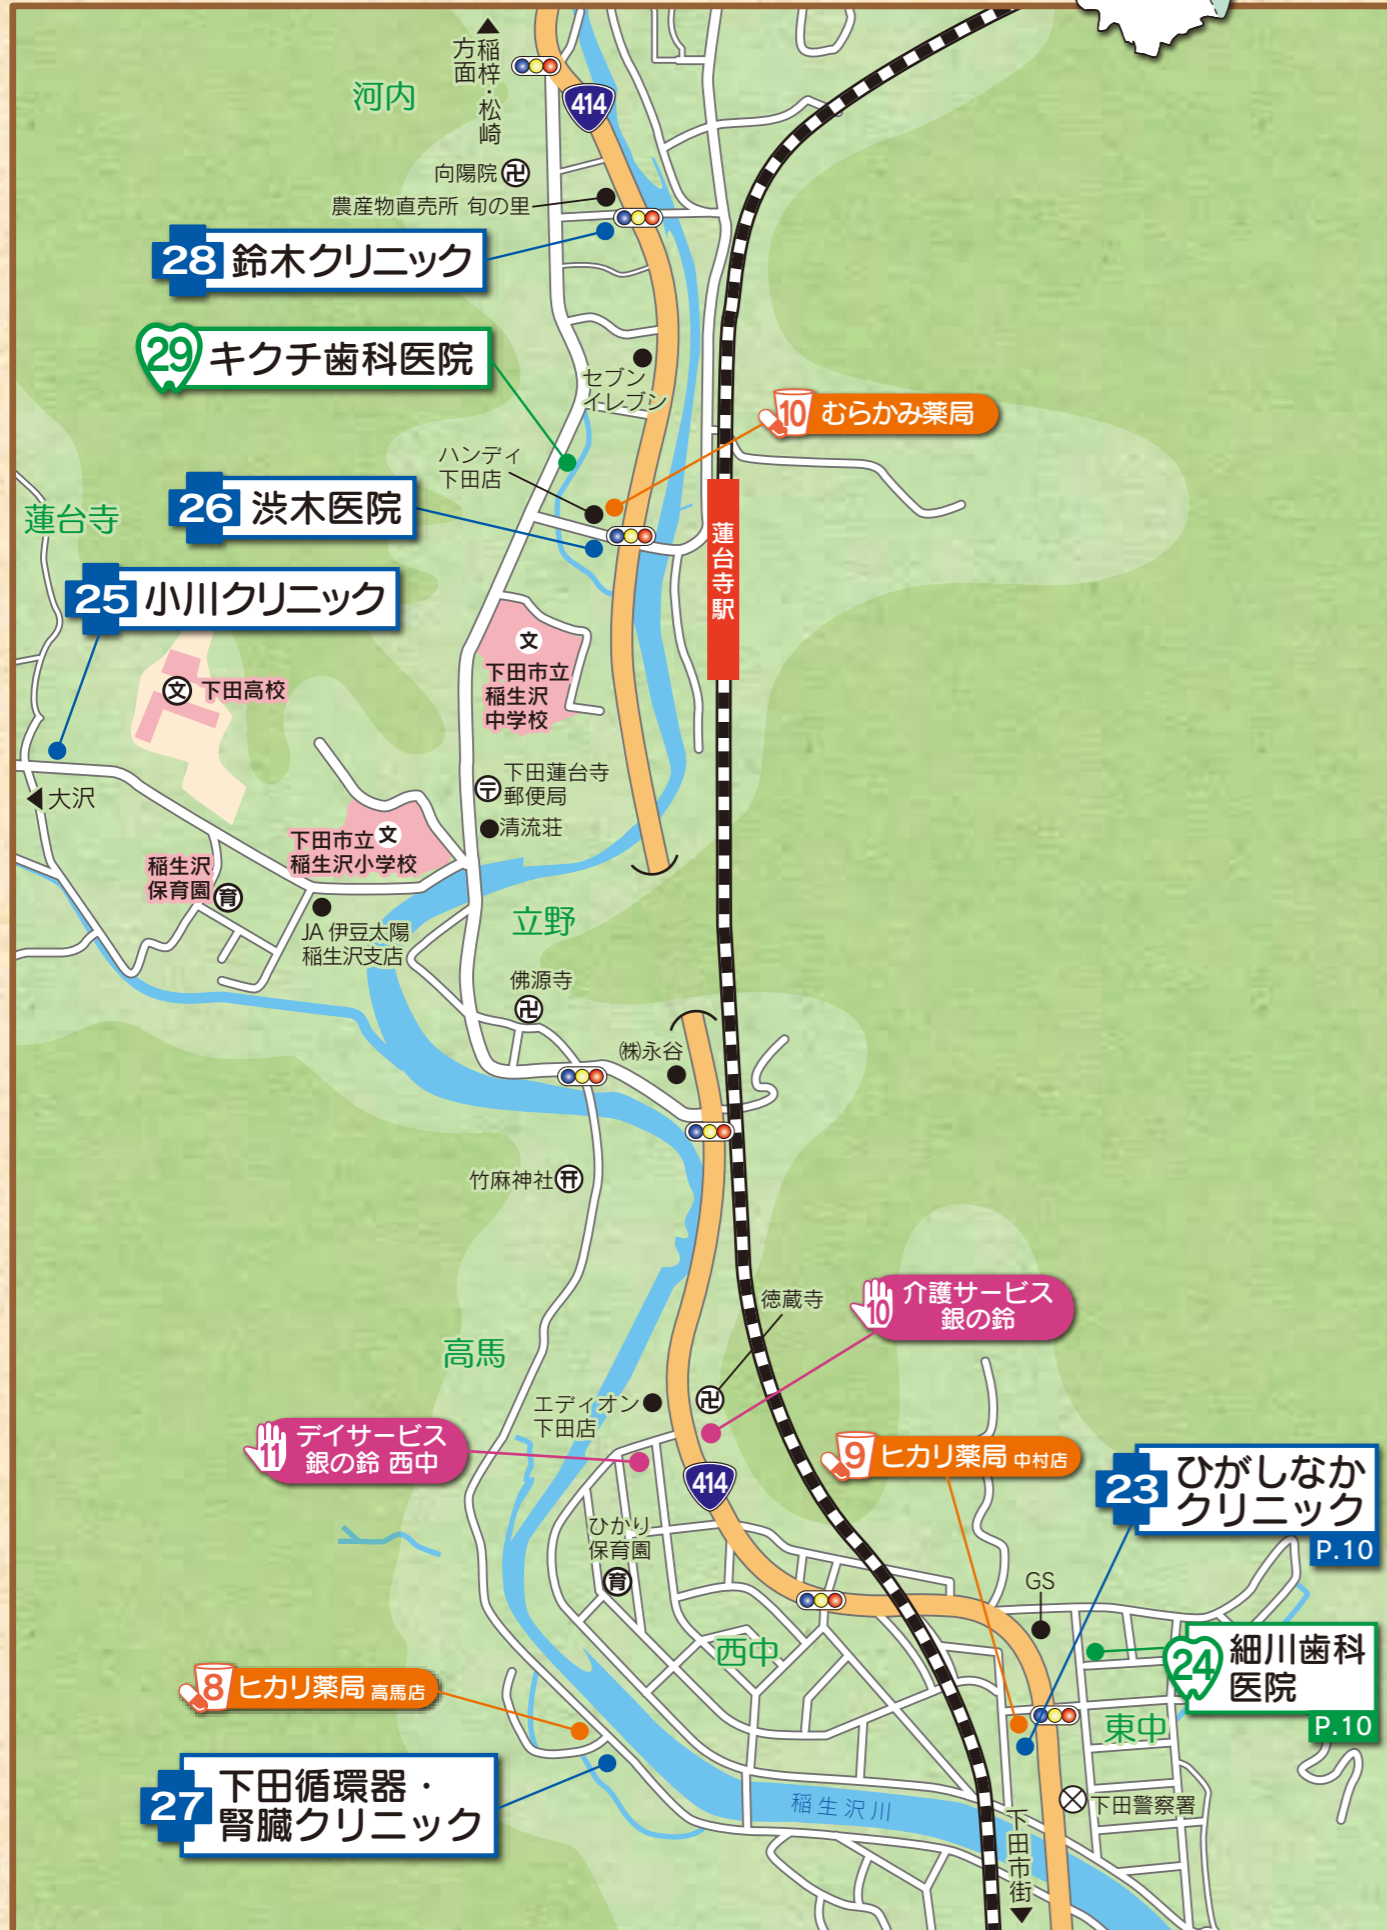 ▲稲梓・松崎
方面
河内
414
向陽院
農産物直売所 旬の里
28 鈴木クリニック
29 キクチ歯科医院
セブン
イレブン
10 むらかみ薬局
ハンディ
下田店
26 渋木医院
蓮台寺
蓮台寺駅
25 小川クリニック
文
下田市立
稲生沢
中学校
文 下田高校
下田蓮台寺
郵便局
◀大沢
清流荘
下田市立 文
稲生沢小学校
稲生沢
保育園 育
JA 伊豆太陽
稲生沢支店
立野
佛源寺
㈱永谷
竹麻神社
徳蔵寺
10 介護サービス
銀の鈴
高馬
エディオン
下田店
11 デイサービス
銀の鈴 西中
414
9 ヒカリ薬局 中村店
23 ひがしなか
クリニック
P.10
ひかり
保育園
育
GS
西中
24 細川歯科
医院
P.10
8 ヒカリ薬局 高馬店
東中
27 下田循環器・
腎臓クリニック
稲生沢川
下田警察署
下田市街▼